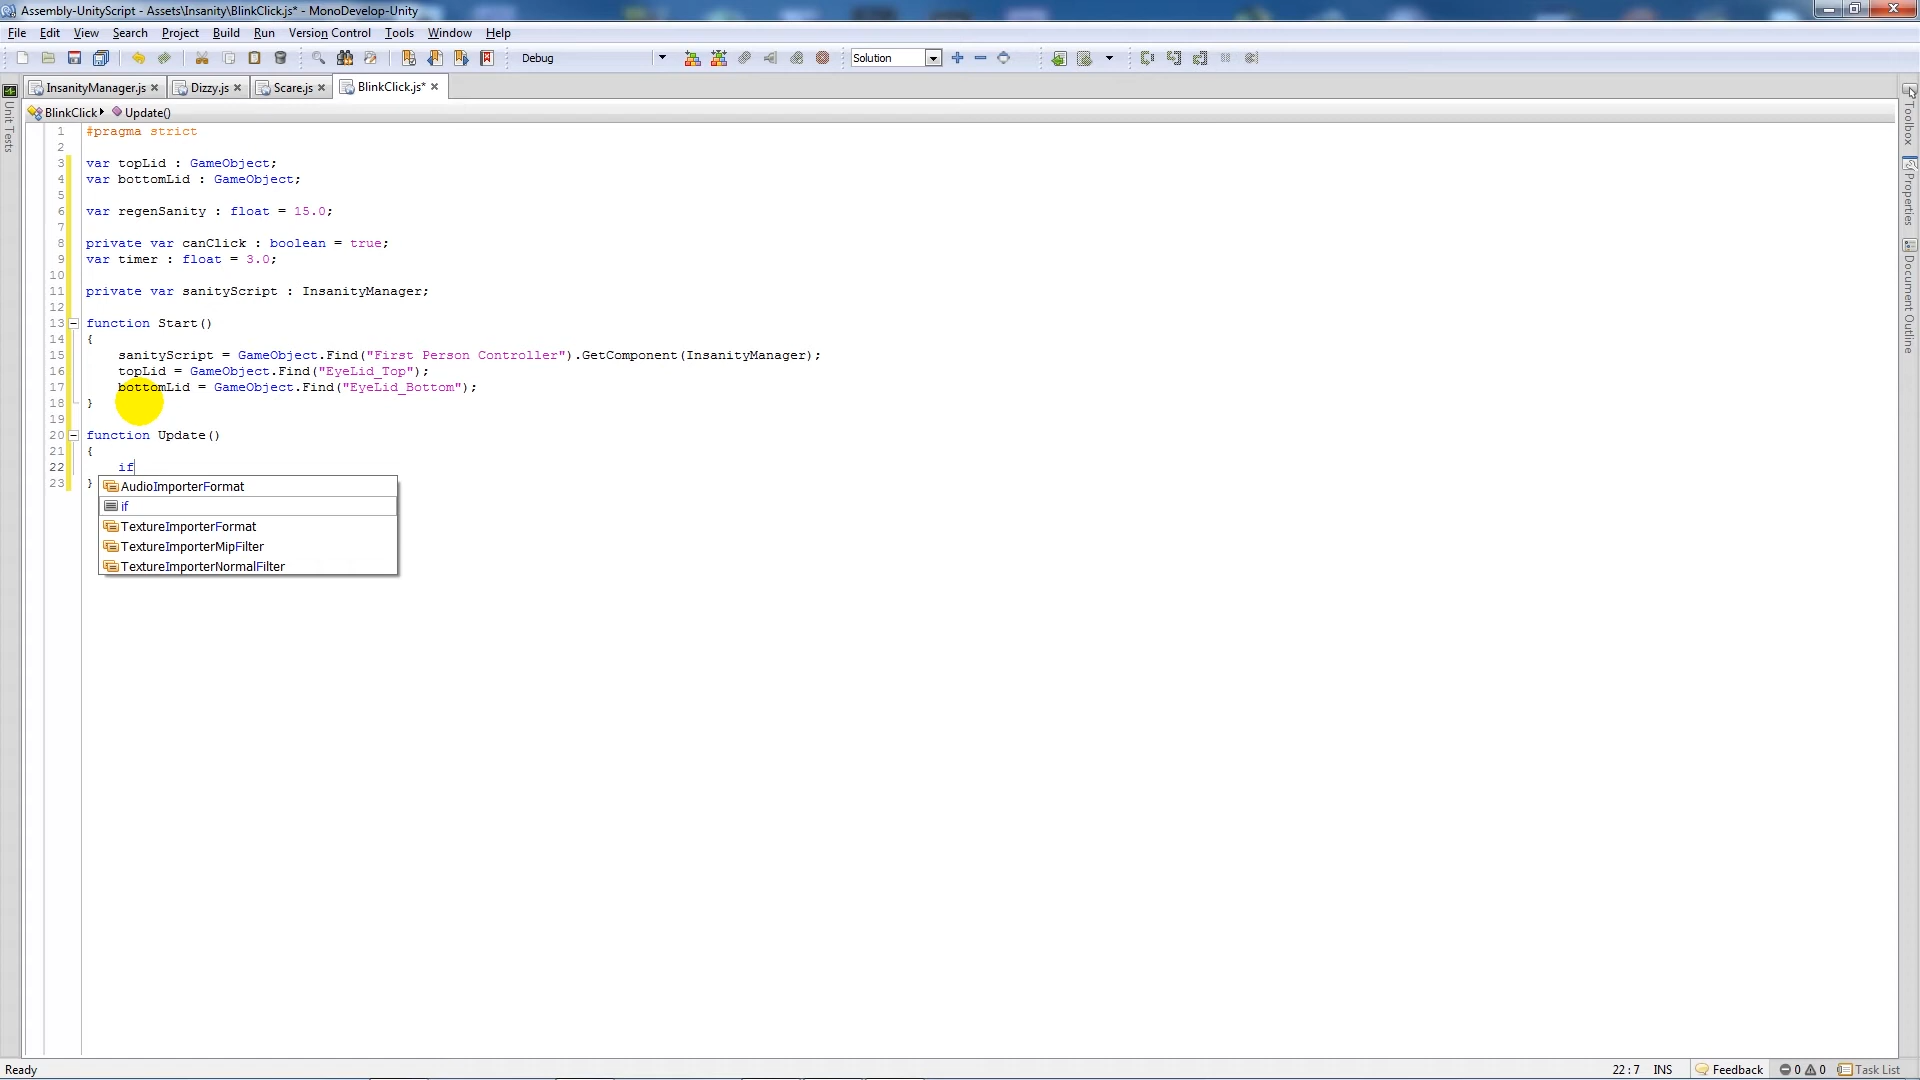 Assembly-UnityScript - Assets\Insanity\BlinkClick.js* - MonoDevelop-Unity
File Edit View Search Project Build Run Version Control Tools Window Help
Debug Solution
InsanityManager.js Dizzy.js Scare.js BlinkClick.js*
BlinkClick Update()
Unit Tests
Toolbox
Properties
Document Outline
1 #pragma strict
2
3 var topLid : GameObject;
4 var bottomLid : GameObject;
5
6 var regenSanity : float = 15.0;
7
8 private var canClick : boolean = true;
9 var timer : float = 3.0;
10
11 private var sanityScript : InsanityManager;
12
13 function Start()
14 {
15 sanityScript = GameObject.Find("First Person Controller").GetComponent(InsanityManager);
16 topLid = GameObject.Find("EyeLid_Top");
17 bottomLid = GameObject.Find("EyeLid_Bottom");
18 }
19
20 function Update()
21 {
22 if
23 }
AudioImporterFormat
if
TextureImporterFormat
TextureImporterMipFilter
TextureImporterNormalFilter
Ready 22 : 7 INS Feedback 0 0 Task List